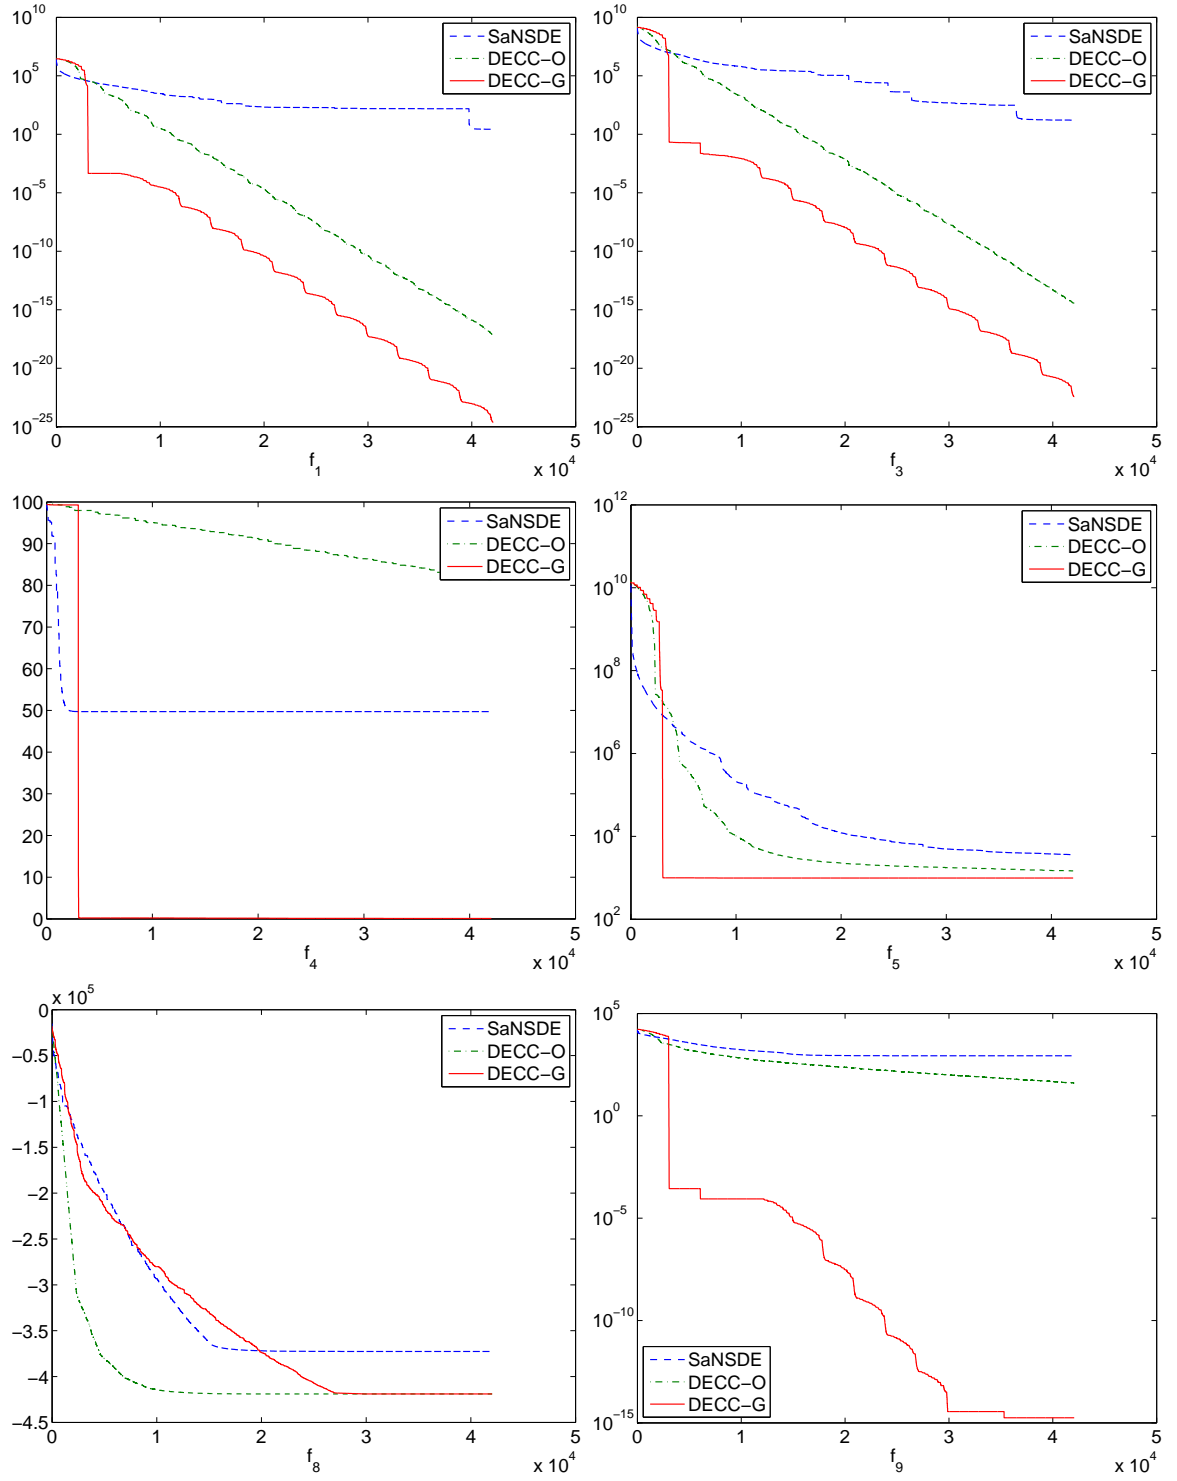 10^10
10^5
10^0
10^−5
10^−10
10^−15
10^−20
10^−25
0 1 2 3 4 5
x 10^4
f_1
SaNSDE
DECC−O
DECC−G
10^10
10^5
10^0
10^−5
10^−10
10^−15
10^−20
10^−25
0 1 2 3 4 5
x 10^4
f_3
SaNSDE
DECC−O
DECC−G
100
90
80
70
60
50
40
30
20
10
0
0 1 2 3 4 5
x 10^4
f_4
SaNSDE
DECC−O
DECC−G
10^12
10^10
10^8
10^6
10^4
10^2
0 1 2 3 4 5
x 10^4
f_5
SaNSDE
DECC−O
DECC−G
x 10^5
0
−0.5
−1
−1.5
−2
−2.5
−3
−3.5
−4
−4.5
0 1 2 3 4 5
x 10^4
f_8
SaNSDE
DECC−O
DECC−G
10^5
10^0
10^−5
10^−10
10^−15
0 1 2 3 4 5
x 10^4
f_9
SaNSDE
DECC−O
DECC−G